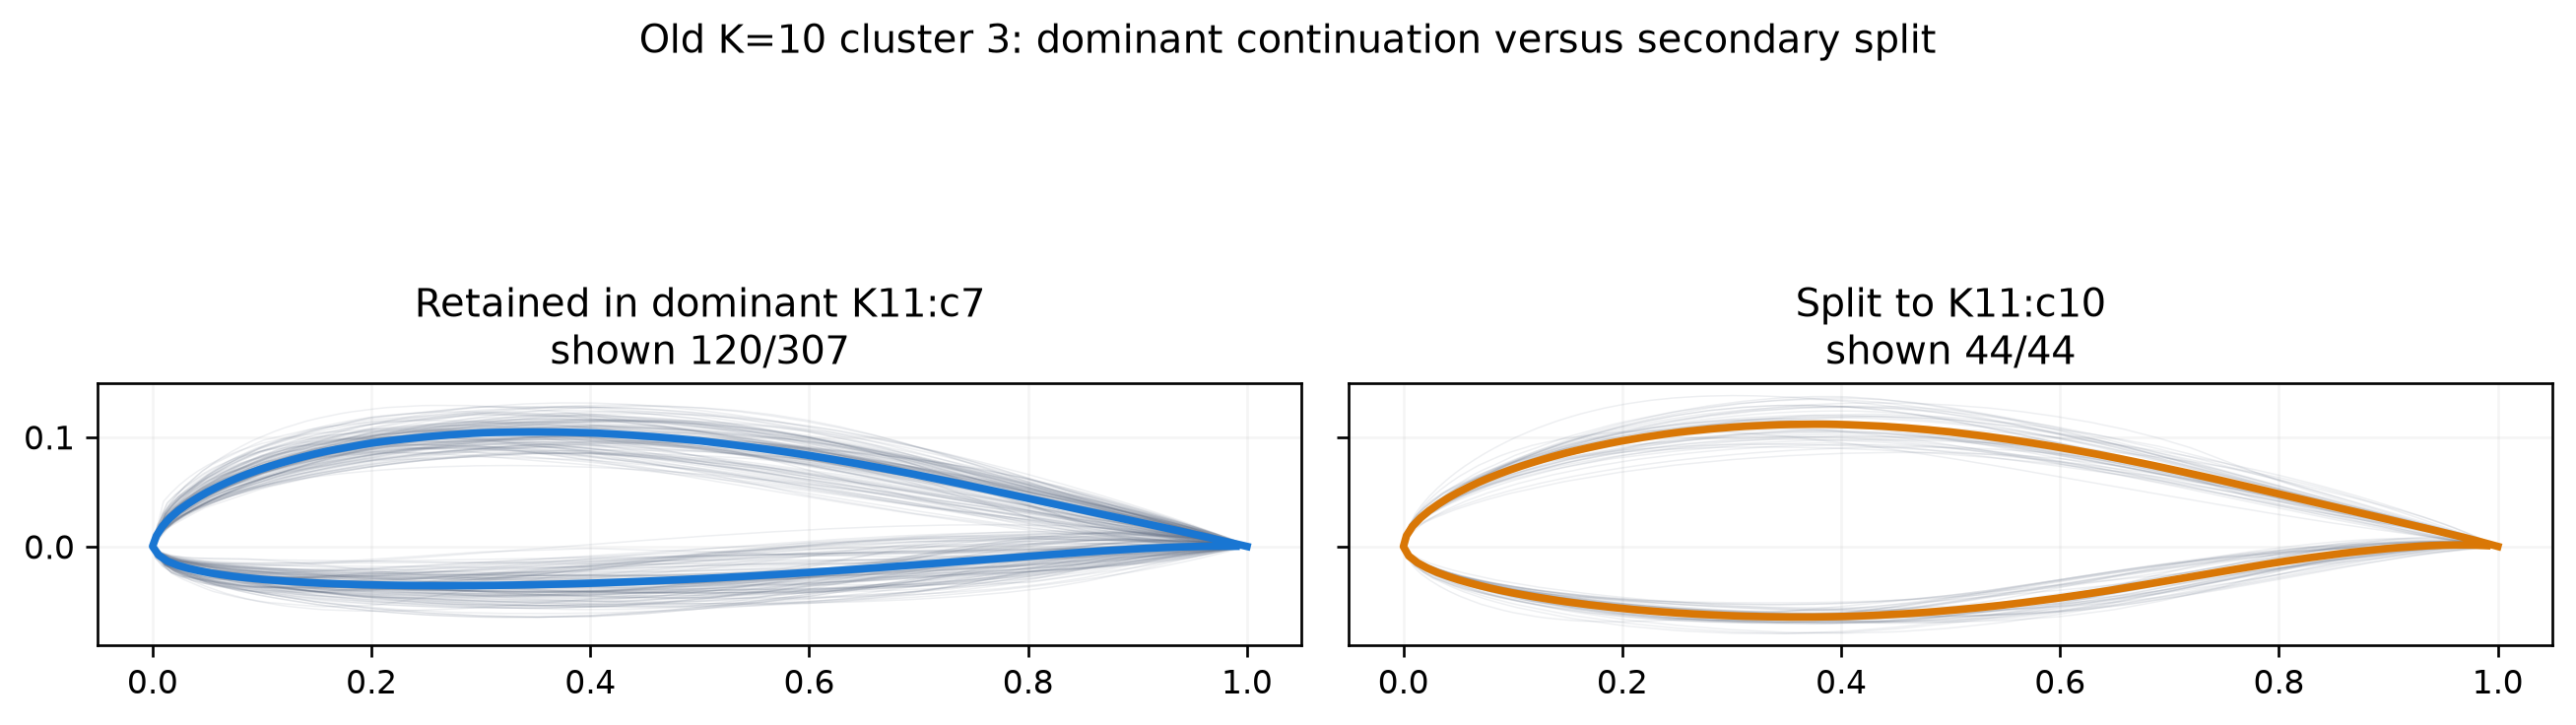 Old K=10 cluster 3: dominant continuation versus secondary split
Retained in dominant K11:c7
shown 120/307
Split to K11:c10
shown 44/44
0.1
0.0
0.0 0.2 0.4 0.6 0.8 1.0
0.0 0.2 0.4 0.6 0.8 1.0